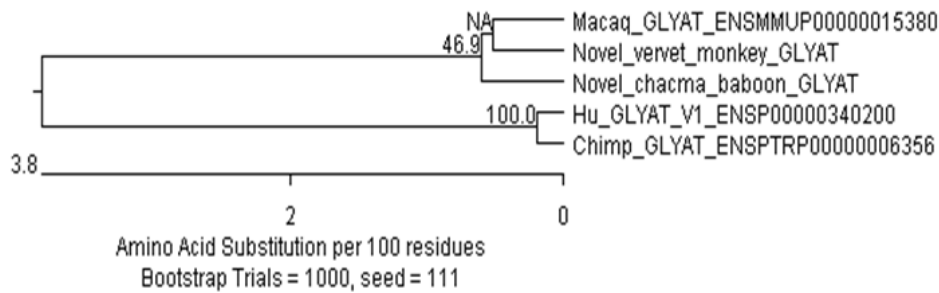 NA
Macaq_GLYAT_ENSMMUP00000015380
46.9
Novel_vervet_monkey_GLYAT
Novel_chacma_baboon_GLYAT
100.0
Hu_GLYAT_V1_ENSP00000340200
Chimp_GLYAT_ENSPTRP00000006356
3.8
2 0
Amino Acid Substitution per 100 residues
Bootstrap Trials = 1000, seed = 111